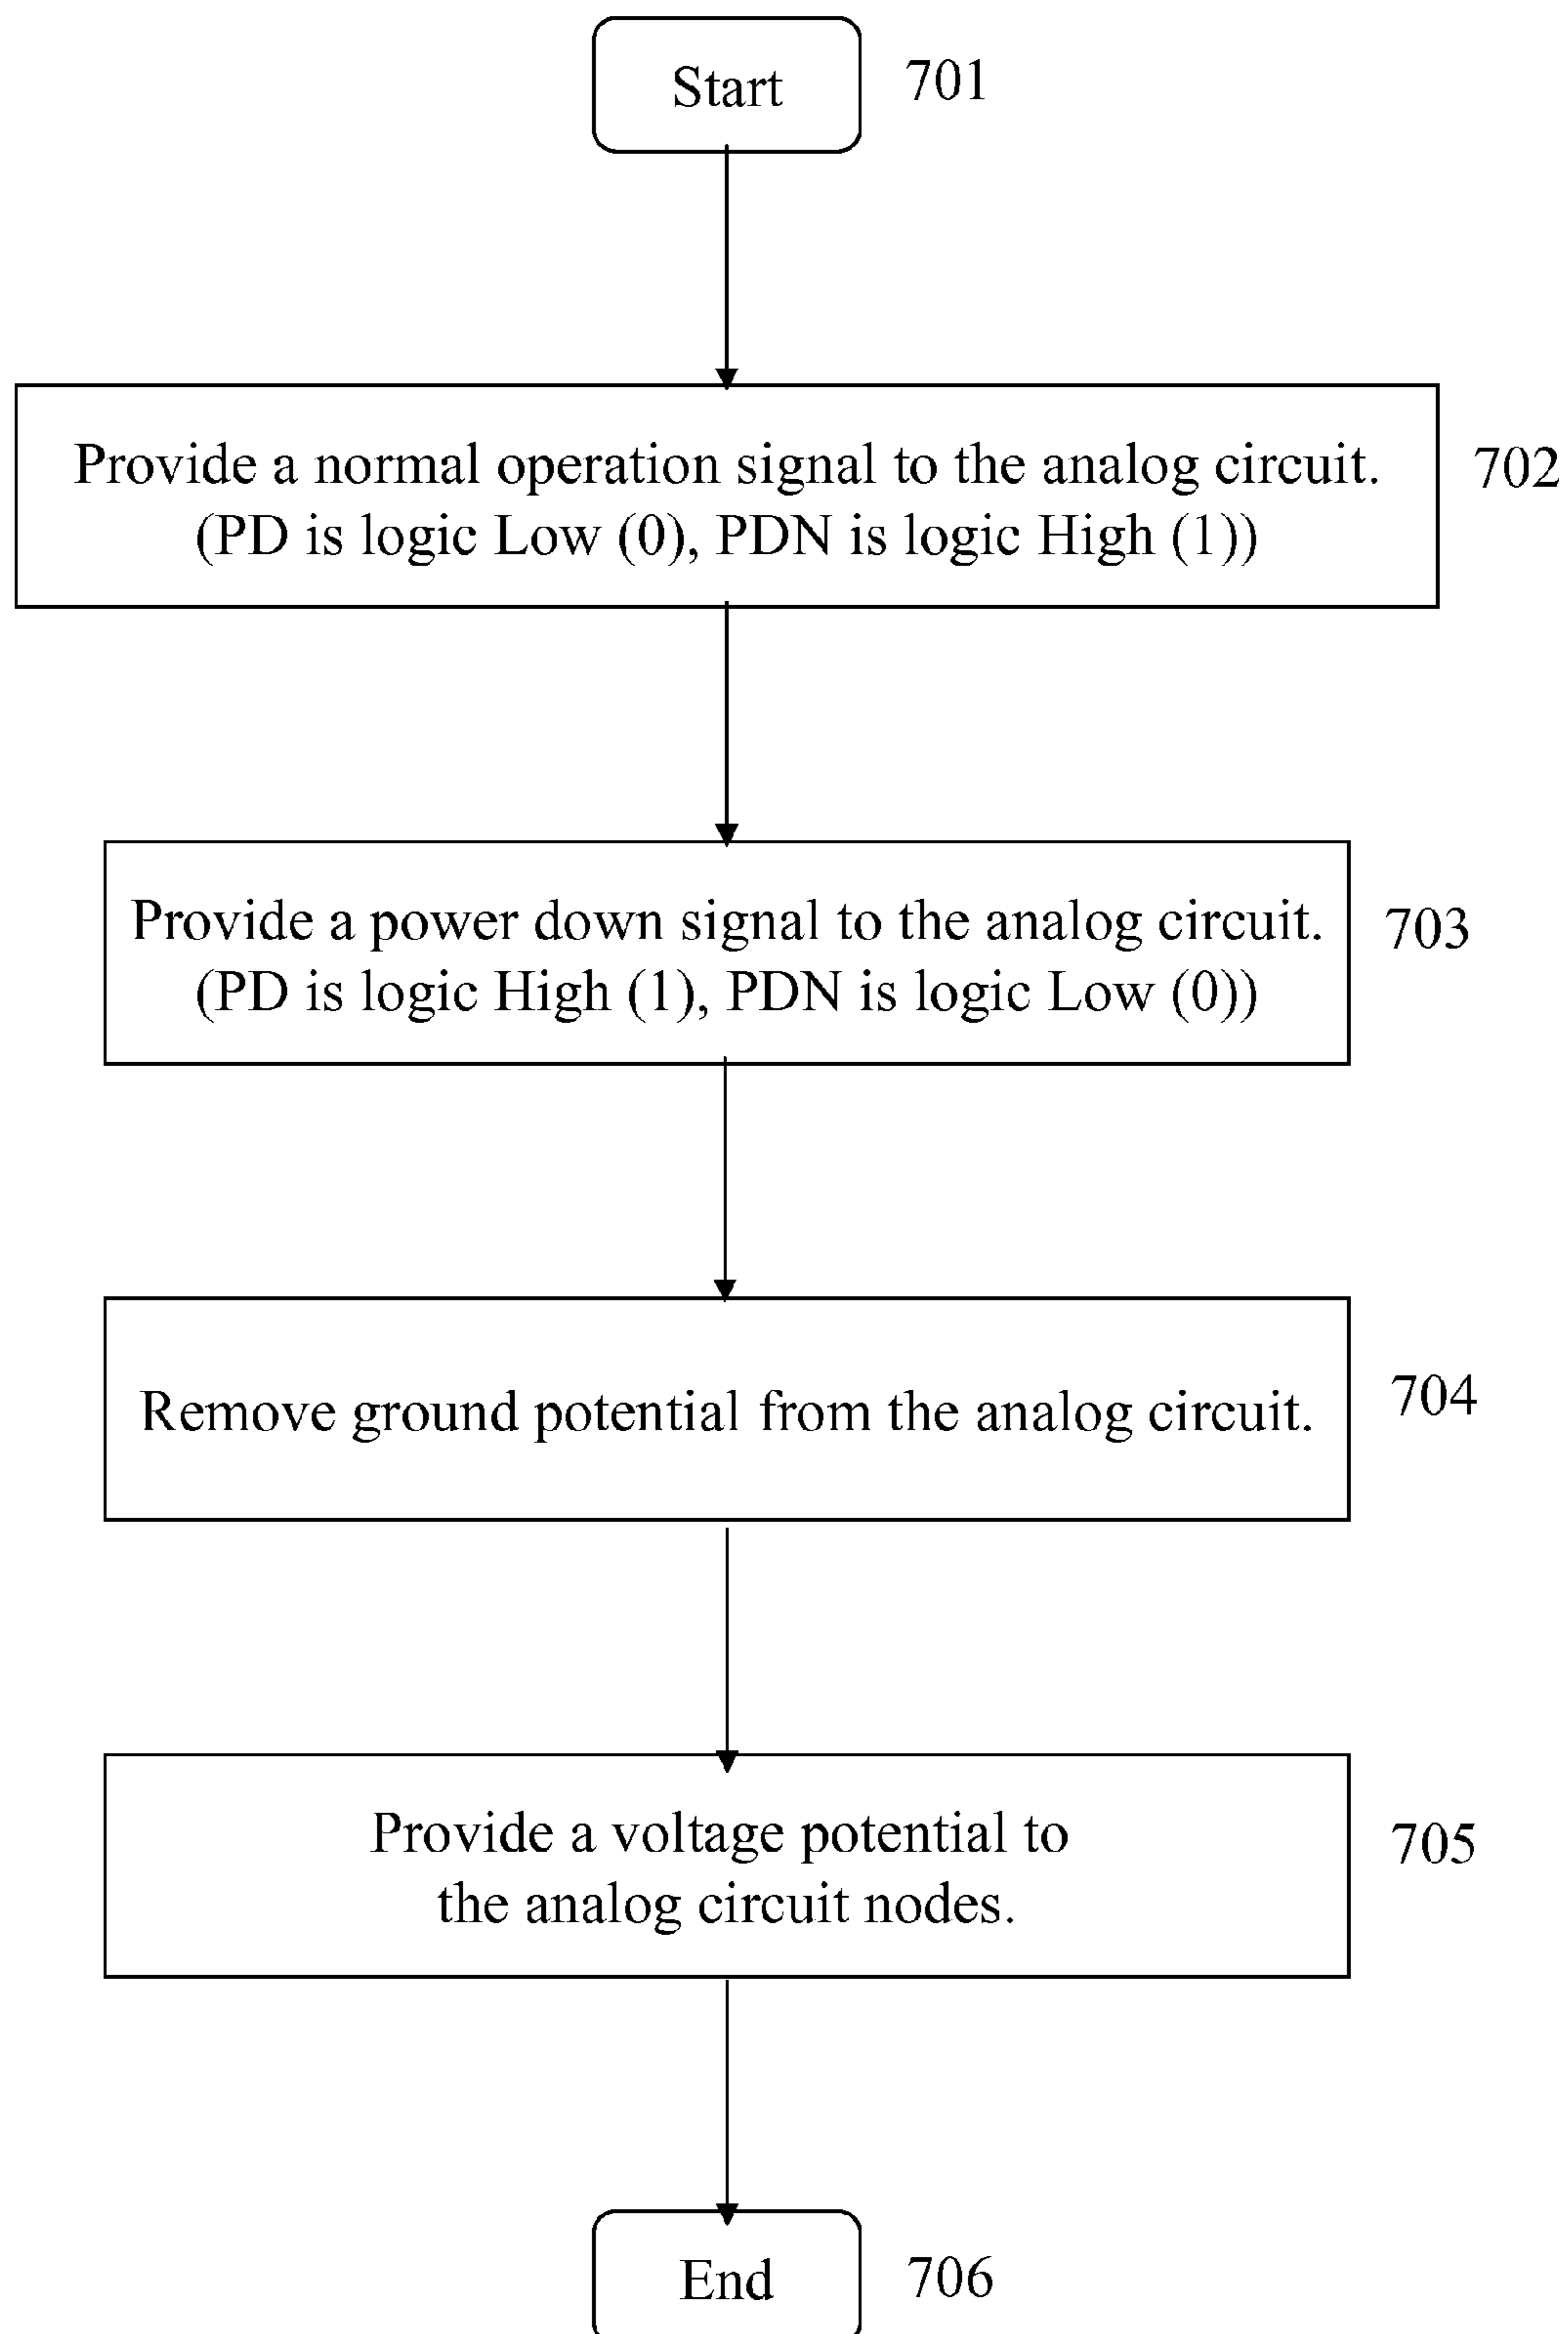 Start
701
Provide a normal operation signal to the analog circuit.
(PD is logic Low (0), PDN is logic High (1))
702
Provide a power down signal to the analog circuit.
(PD is logic High (1), PDN is logic Low (0))
703
Remove ground potential from the analog circuit.
704
Provide a voltage potential to
the analog circuit nodes.
705
End
706